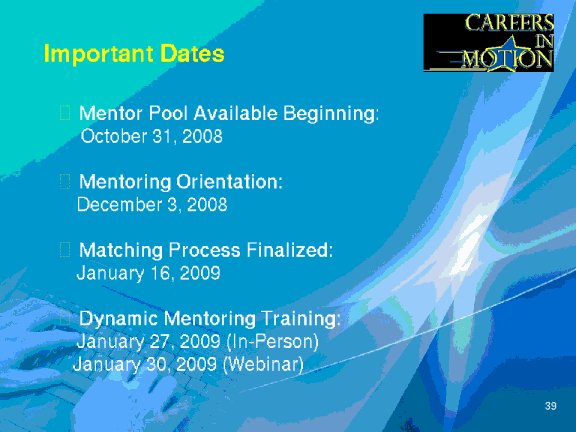 CAREERS
IN
MOTION
Important Dates
Mentor Pool Available Beginning:
October 31, 2008
Mentoring Orientation:
December 3, 2008
Matching Process Finalized:
January 16, 2009
Dynamic Mentoring Training:
January 27, 2009 (In-Person)
January 30, 2009 (Webinar)
39